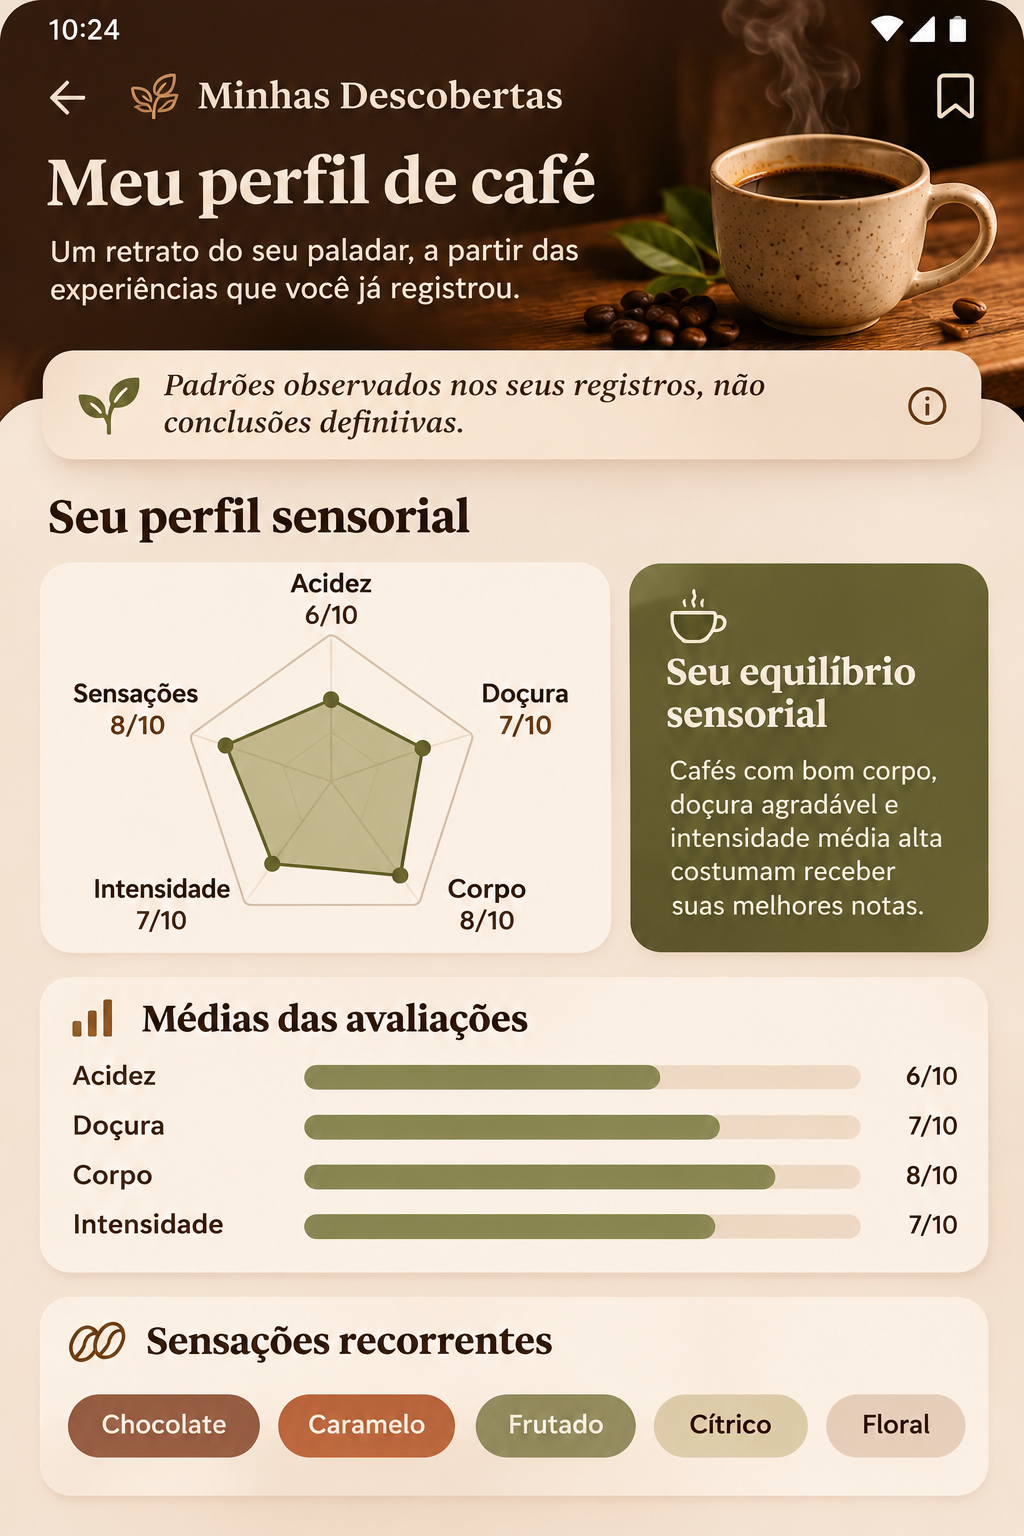 10:24
Minhas Descobertas
Meu perfil de café
Um retrato do seu paladar, a partir das
experiências que você já registrou.
Padrões observados nos seus registros, não
conclusões definitivas.
Seu perfil sensorial
Acidez
6/10
Sensações
8/10
Doçura
7/10
Intensidade
7/10
Corpo
8/10
Seu equilíbrio
sensorial
Cafés com bom corpo,
doçura agradável e
intensidade média alta
costumam receber
suas melhores notas.
Médias das avaliações
Acidez 6/10
Doçura 7/10
Corpo 8/10
Intensidade 7/10
Sensações recorrentes
Chocolate Caramelo Frutado Cítrico Floral